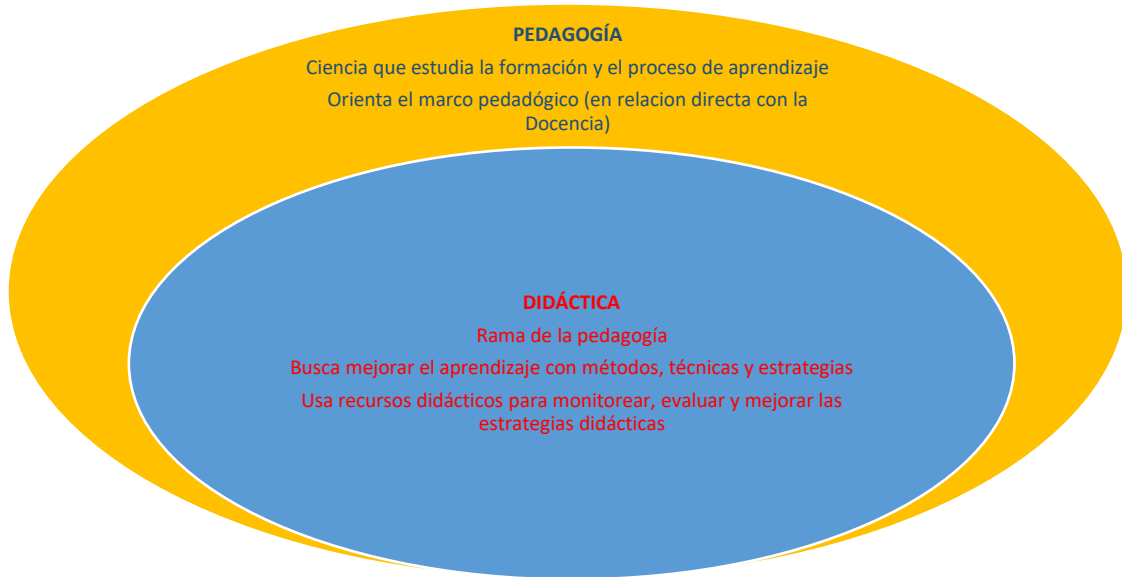 PEDAGOGÍA
Ciencia que estudia la formación y el proceso de aprendizaje
Orienta el marco pedadógico (en relacion directa con la
Docencia)
DIDÁCTICA
Rama de la pedagogía
Busca mejorar el aprendizaje con métodos, técnicas y estrategias
Usa recursos didácticos para monitorear, evaluar y mejorar las
estrategias didácticas